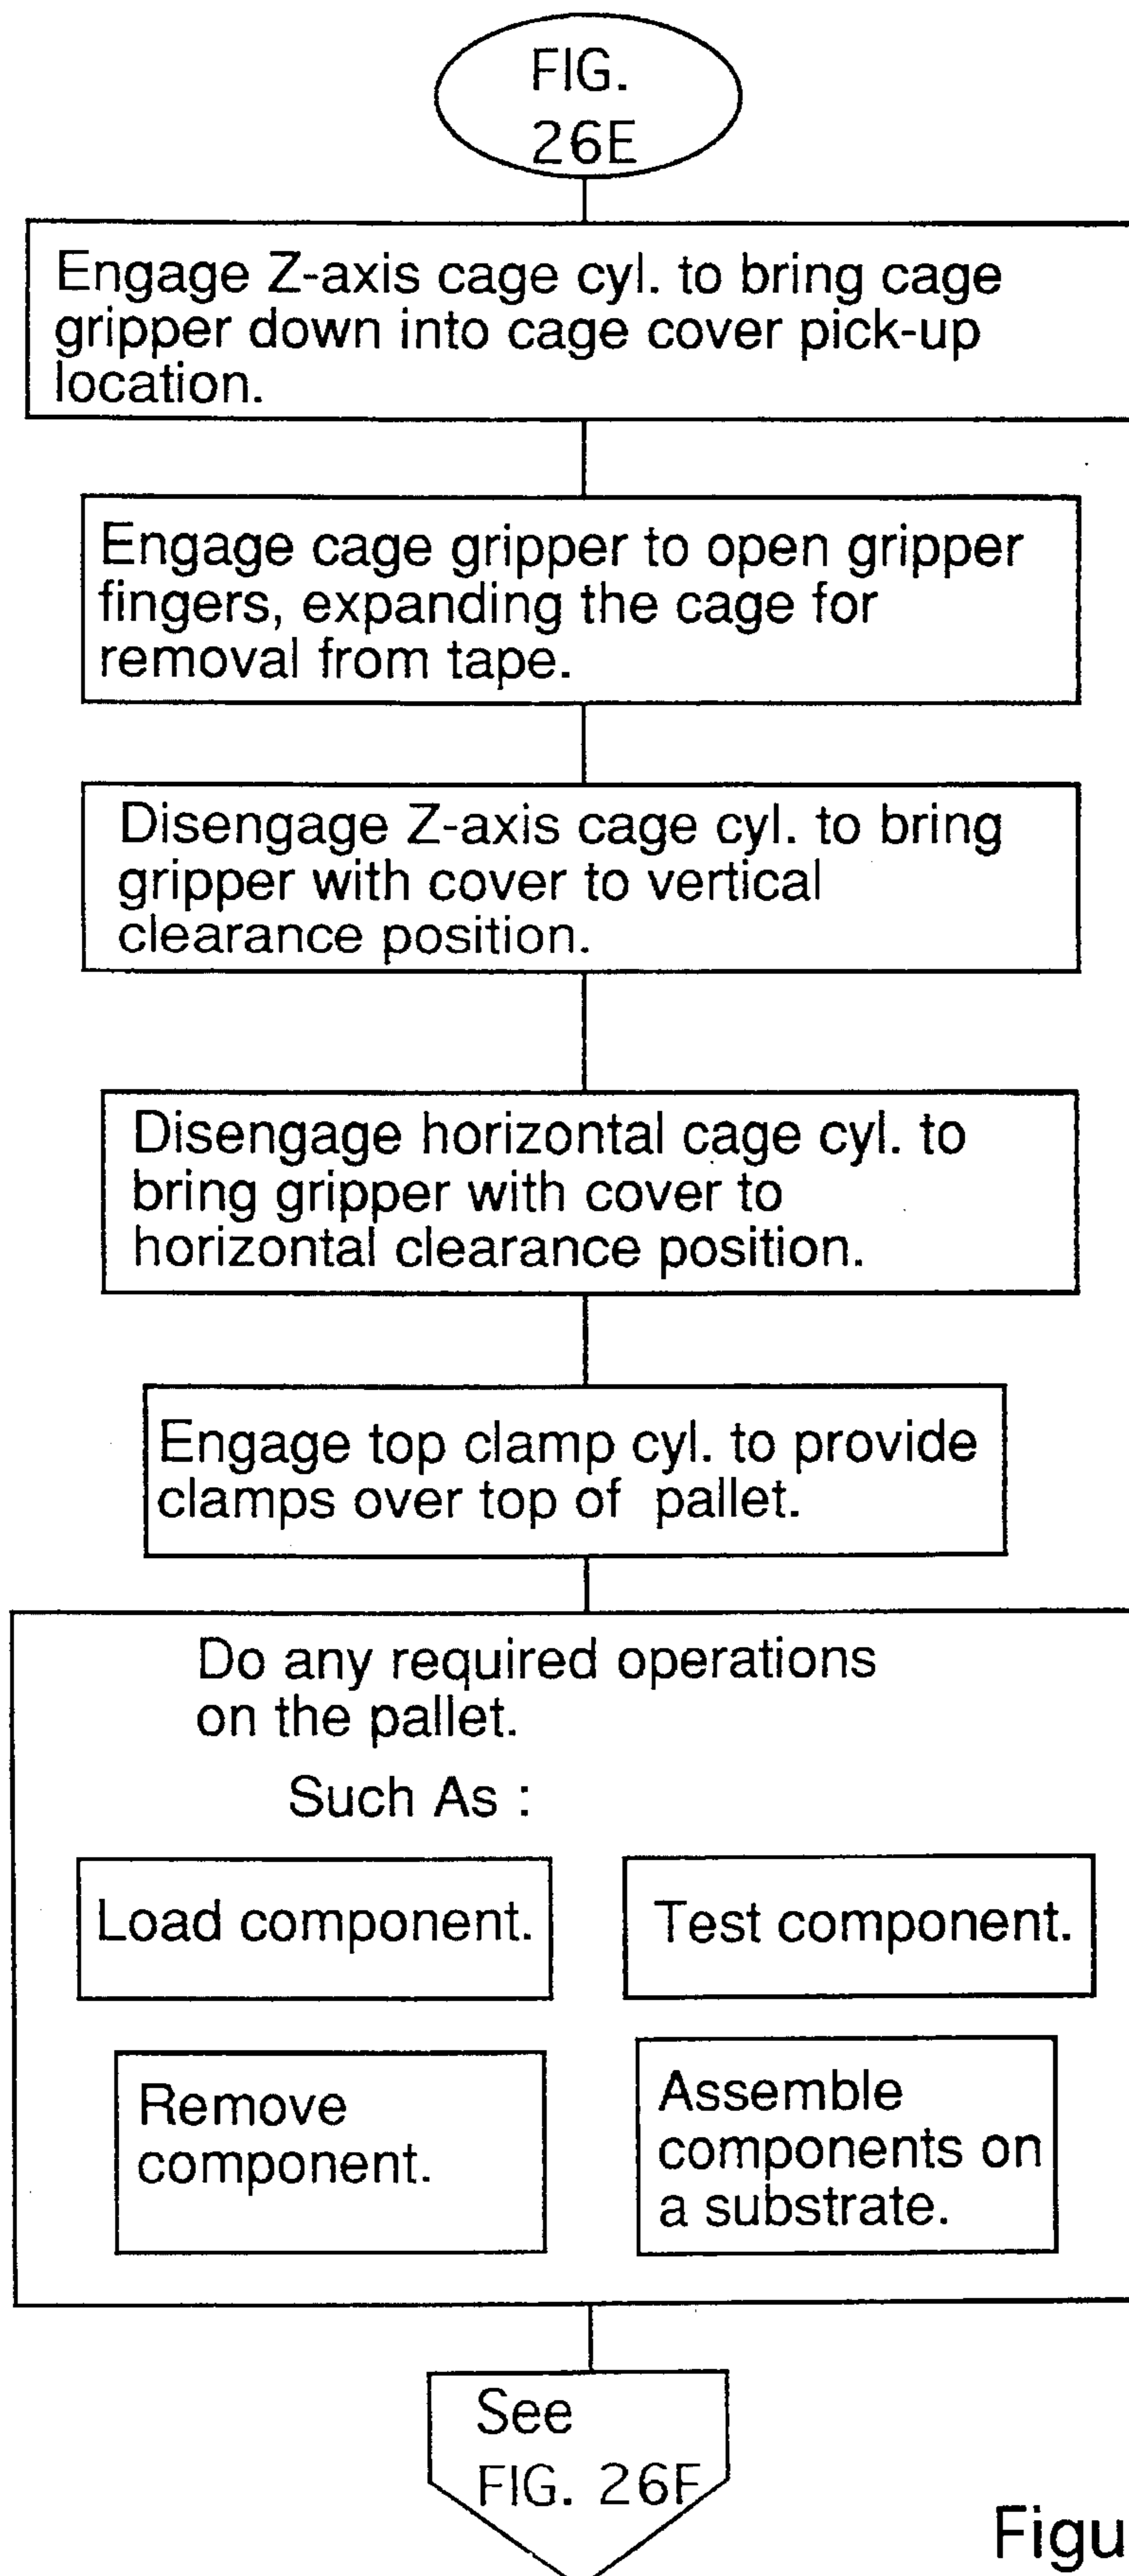 FIG.
26E
Engage Z-axis cage cyl. to bring cage
gripper down into cage cover pick-up
location.
Engage cage gripper to open gripper
fingers, expanding the cage for
removal from tape.
Disengage Z-axis cage cyl. to bring
gripper with cover to vertical
clearance position.
Disengage horizontal cage cyl. to
bring gripper with cover to
horizontal clearance position.
Engage top clamp cyl. to provide
clamps over top of pallet.
Do any required operations
on the pallet.
Such As :
Load component.
Test component.
Remove
component.
Assemble
components on
a substrate.
See
FIG. 26F
Figu